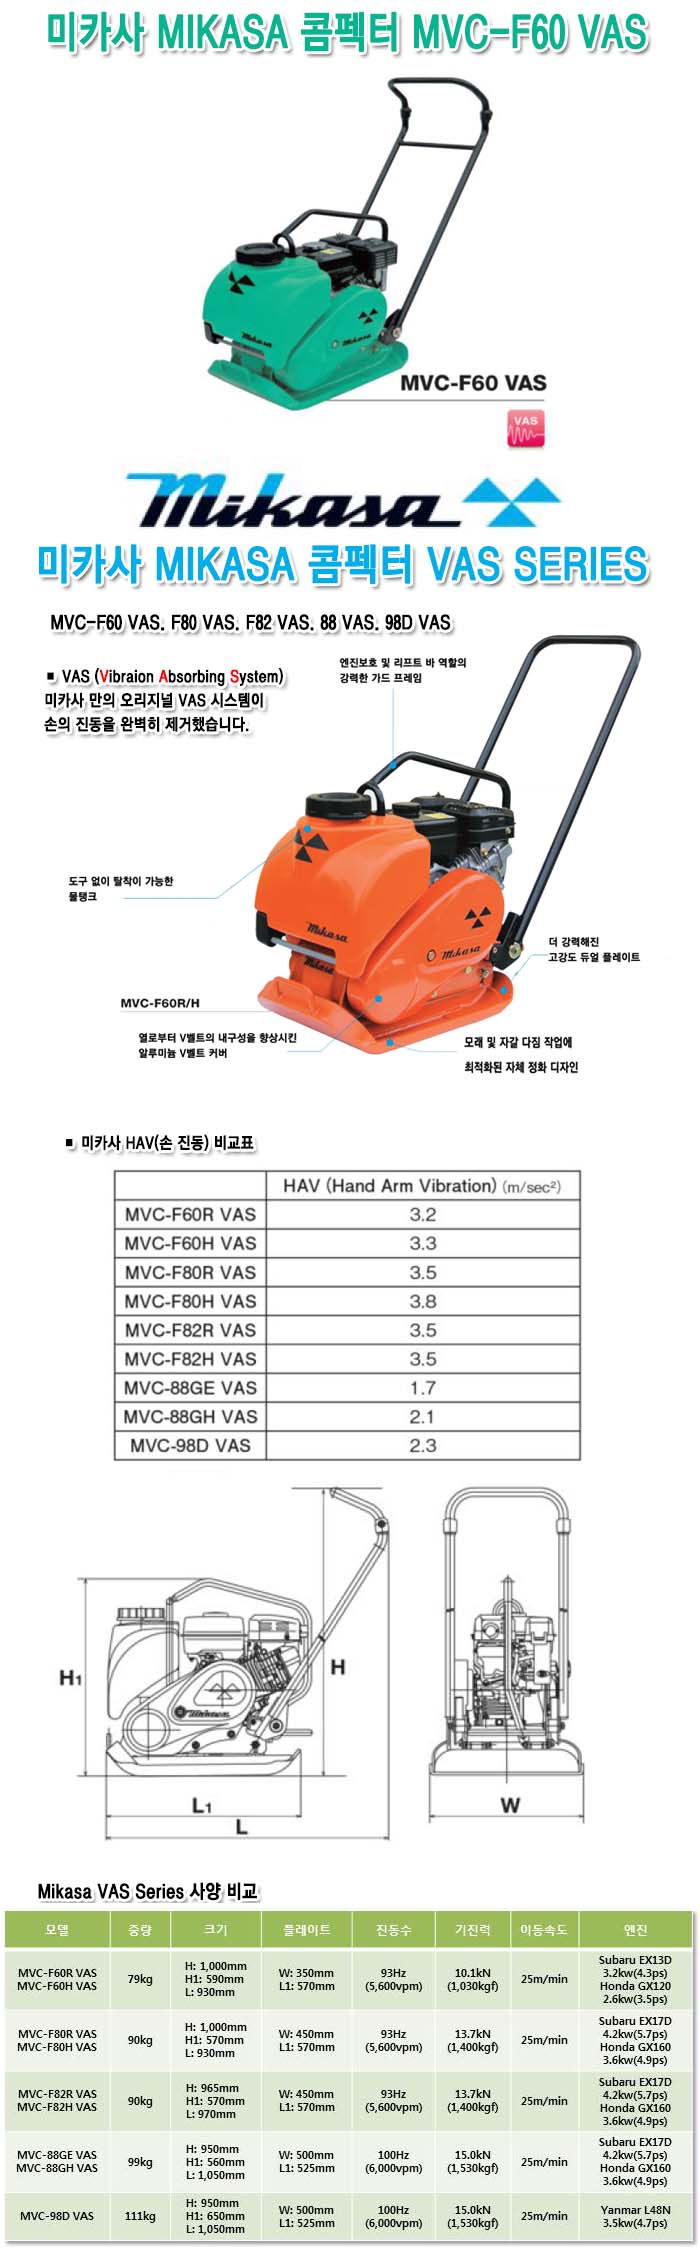 미카사 MIKASA 콤펙터 MVC-F60 VAS
mikasa
mikasa
MVC-F60 VAS
VAS
mikasa
미카사 MIKASA 콤펙터 VAS SERIES
MVC-F60 VAS. F80 VAS. F82 VAS. 88 VAS. 98D VAS
■ VAS (Vibraion Absorbing System)
미카사 만의 오리지널 VAS 시스템이
손의 진동을 완벽히 제거했습니다.
엔진보호 및 리프트 바 역할의
강력한 가드 프레임
도구 없이 탈착이 가능한
물탱크
mikasa
mikasa
mikasa
더 강력해진
고강도 듀얼 플레이트
MVC-F60R/H
열로부터 V벨트의 내구성을 향상시킨
알루미늄 V벨트 커버
모래 및 자갈 다짐 작업에
최적화된 자체 정화 디자인
■ 미카사 HAV(손 진동) 비교표
HAV (Hand Arm Vibration) (m/sec²)
MVC-F60R VAS 3.2
MVC-F60H VAS 3.3
MVC-F80R VAS 3.5
MVC-F80H VAS 3.8
MVC-F82R VAS 3.5
MVC-F82H VAS 3.5
MVC-88GE VAS 1.7
MVC-88GH VAS 2.1
MVC-98D VAS 2.3
H1
H
mikasa
L1
L
W
Mikasa VAS Series 사양 비교
모델 중량 크기 플레이트 진동수 기진력 이동속도 엔진
MVC-F60R VAS
MVC-F60H VAS
79kg
H: 1,000mm
H1: 590mm
L: 930mm
W: 350mm
L1: 570mm
93Hz
(5,600vpm)
10.1kN
(1,030kgf)
25m/min
Subaru EX13D
3.2kw(4.3ps)
Honda GX120
2.6kw(3.5ps)
MVC-F80R VAS
MVC-F80H VAS
90kg
H: 1,000mm
H1: 570mm
L: 930mm
W: 450mm
L1: 570mm
93Hz
(5,600vpm)
13.7kN
(1,400kgf)
25m/min
Subaru EX17D
4.2kw(5.7ps)
Honda GX160
3.6kw(4.9ps)
MVC-F82R VAS
MVC-F82H VAS
90kg
H: 965mm
H1: 570mm
L: 970mm
W: 450mm
L1: 570mm
93Hz
(5,600vpm)
13.7kN
(1,400kgf)
25m/min
Subaru EX17D
4.2kw(5.7ps)
Honda GX160
3.6kw(4.9ps)
MVC-88GE VAS
MVC-88GH VAS
99kg
H: 950mm
H1: 560mm
L: 1,050mm
W: 500mm
L1: 525mm
100Hz
(6,000vpm)
15.0kN
(1,530kgf)
25m/min
Subaru EX17D
4.2kw(5.7ps)
Honda GX160
3.6kw(4.9ps)
MVC-98D VAS
111kg
H: 950mm
H1: 650mm
L: 1,050mm
W: 500mm
L1: 525mm
100Hz
(6,000vpm)
15.0kN
(1,530kgf)
25m/min
Yanmar L48N
3.5kw(4.7ps)